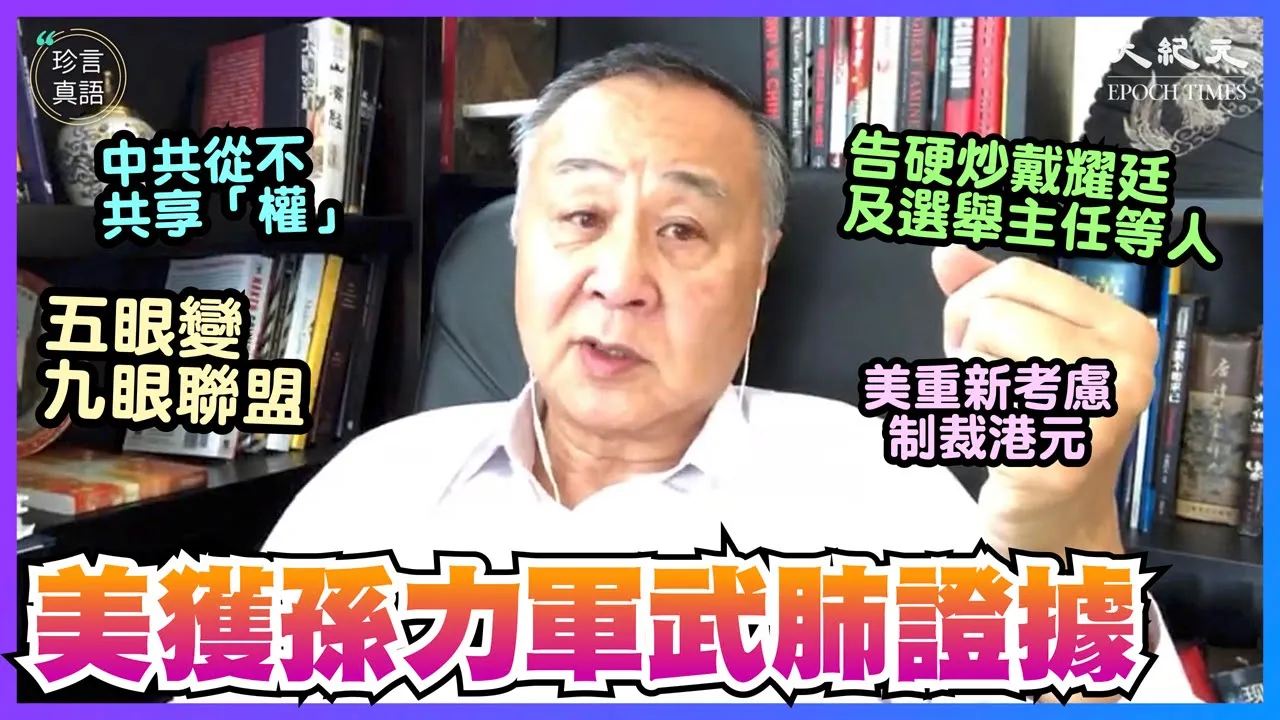 珍言
真語
大紀元
EPOCH TIMES
中共從不
共享「權」
告硬炒戴耀廷
及選舉主任等人
五眼變
九眼聯盟
美重新考慮
制裁港元
美獲孫力軍武肺證據
GREAT FAMINE